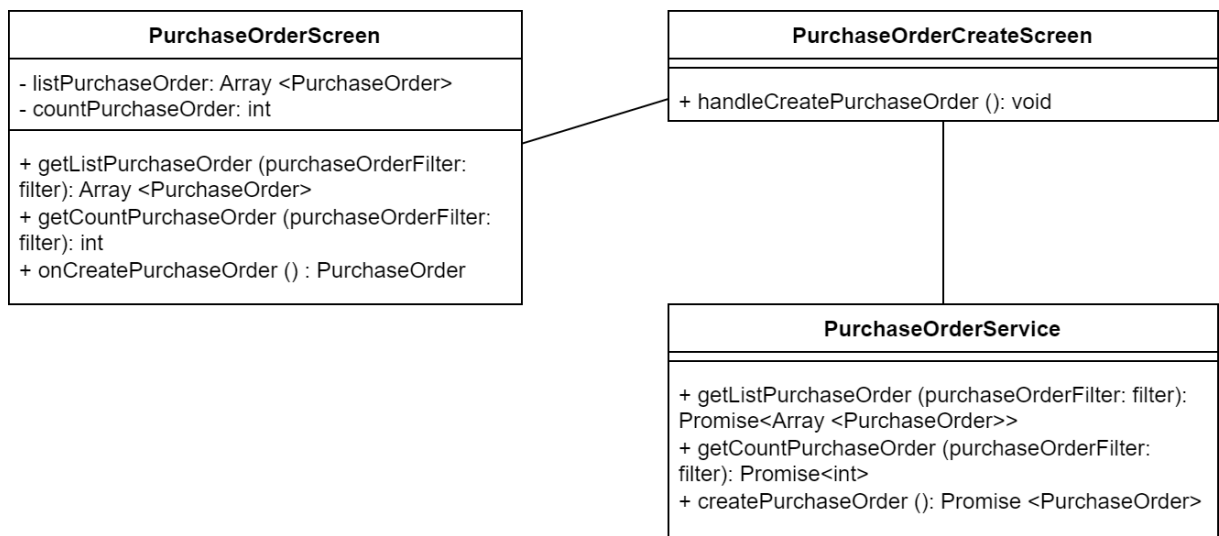 PurchaseOrderScreen
- listPurchaseOrder: Array <PurchaseOrder>
- countPurchaseOrder: int
+ getListPurchaseOrder (purchaseOrderFilter:
filter): Array <PurchaseOrder>
+ getCountPurchaseOrder (purchaseOrderFilter:
filter): int
+ onCreatePurchaseOrder () : PurchaseOrder
PurchaseOrderCreateScreen
+ handleCreatePurchaseOrder (): void
PurchaseOrderService
+ getListPurchaseOrder (purchaseOrderFilter: filter):
Promise<Array <PurchaseOrder>>
+ getCountPurchaseOrder (purchaseOrderFilter:
filter): Promise<int>
+ createPurchaseOrder (): Promise <PurchaseOrder>